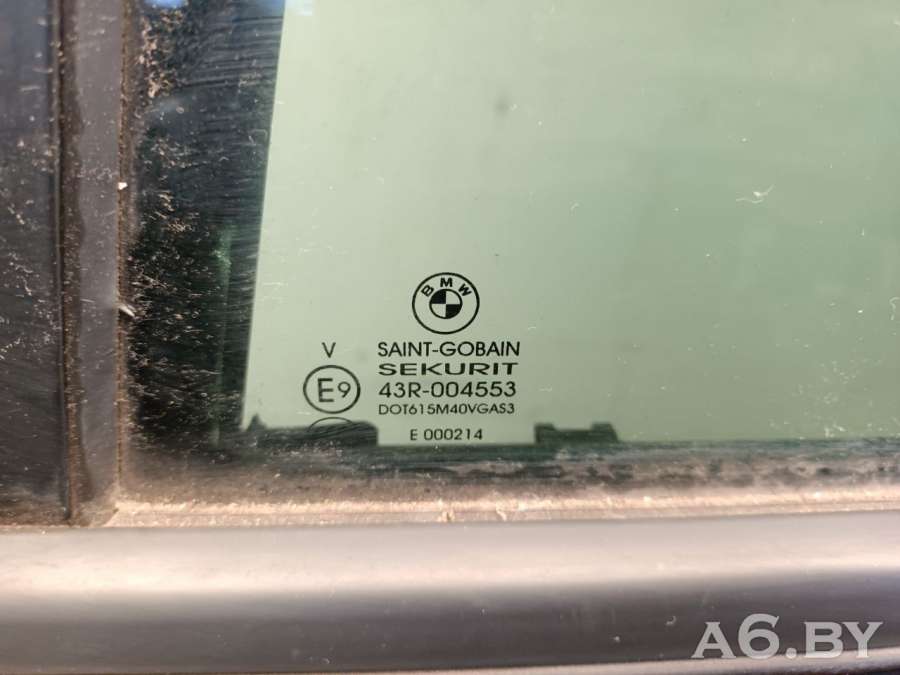 BMW
V
SAINT-GOBAIN
SEKURIT
E9
43R-004553
DOT615M40VGAS3
E 000214
A6.BY